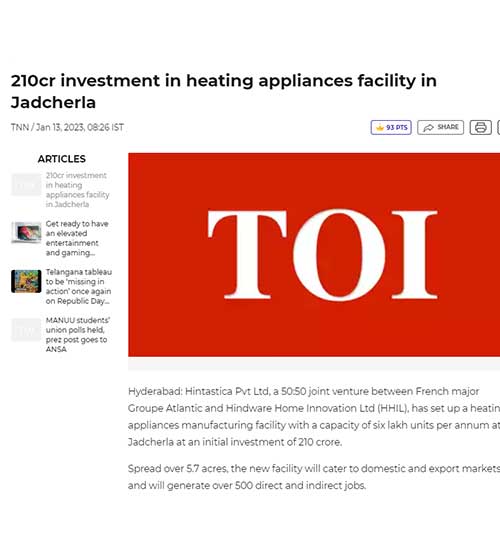 210cr investment in heating appliances facility in
Jadcherla
TNN / Jan 13, 2023, 08:26 IST
93 PTS
SHARE
ARTICLES
210cr investment
in heating
appliances facility
in Jadcherla
Get ready to have
an elevated
entertainment
and gaming...
Telangana tableau
to be 'missing in
action' once again
on Republic Day...
MANUU students'
union polls held,
prez post goes to
ANSA
TOI
Hyderabad: Hintastica Pvt Ltd, a 50:50 joint venture between French major
Groupe Atlantic and Hindware Home Innovation Ltd (HHIL), has set up a heatin
appliances manufacturing facility with a capacity of six lakh units per annum at
Jadcherla at an initial investment of 210 crore.
Spread over 5.7 acres, the new facility will cater to domestic and export markets
and will generate over 500 direct and indirect jobs.